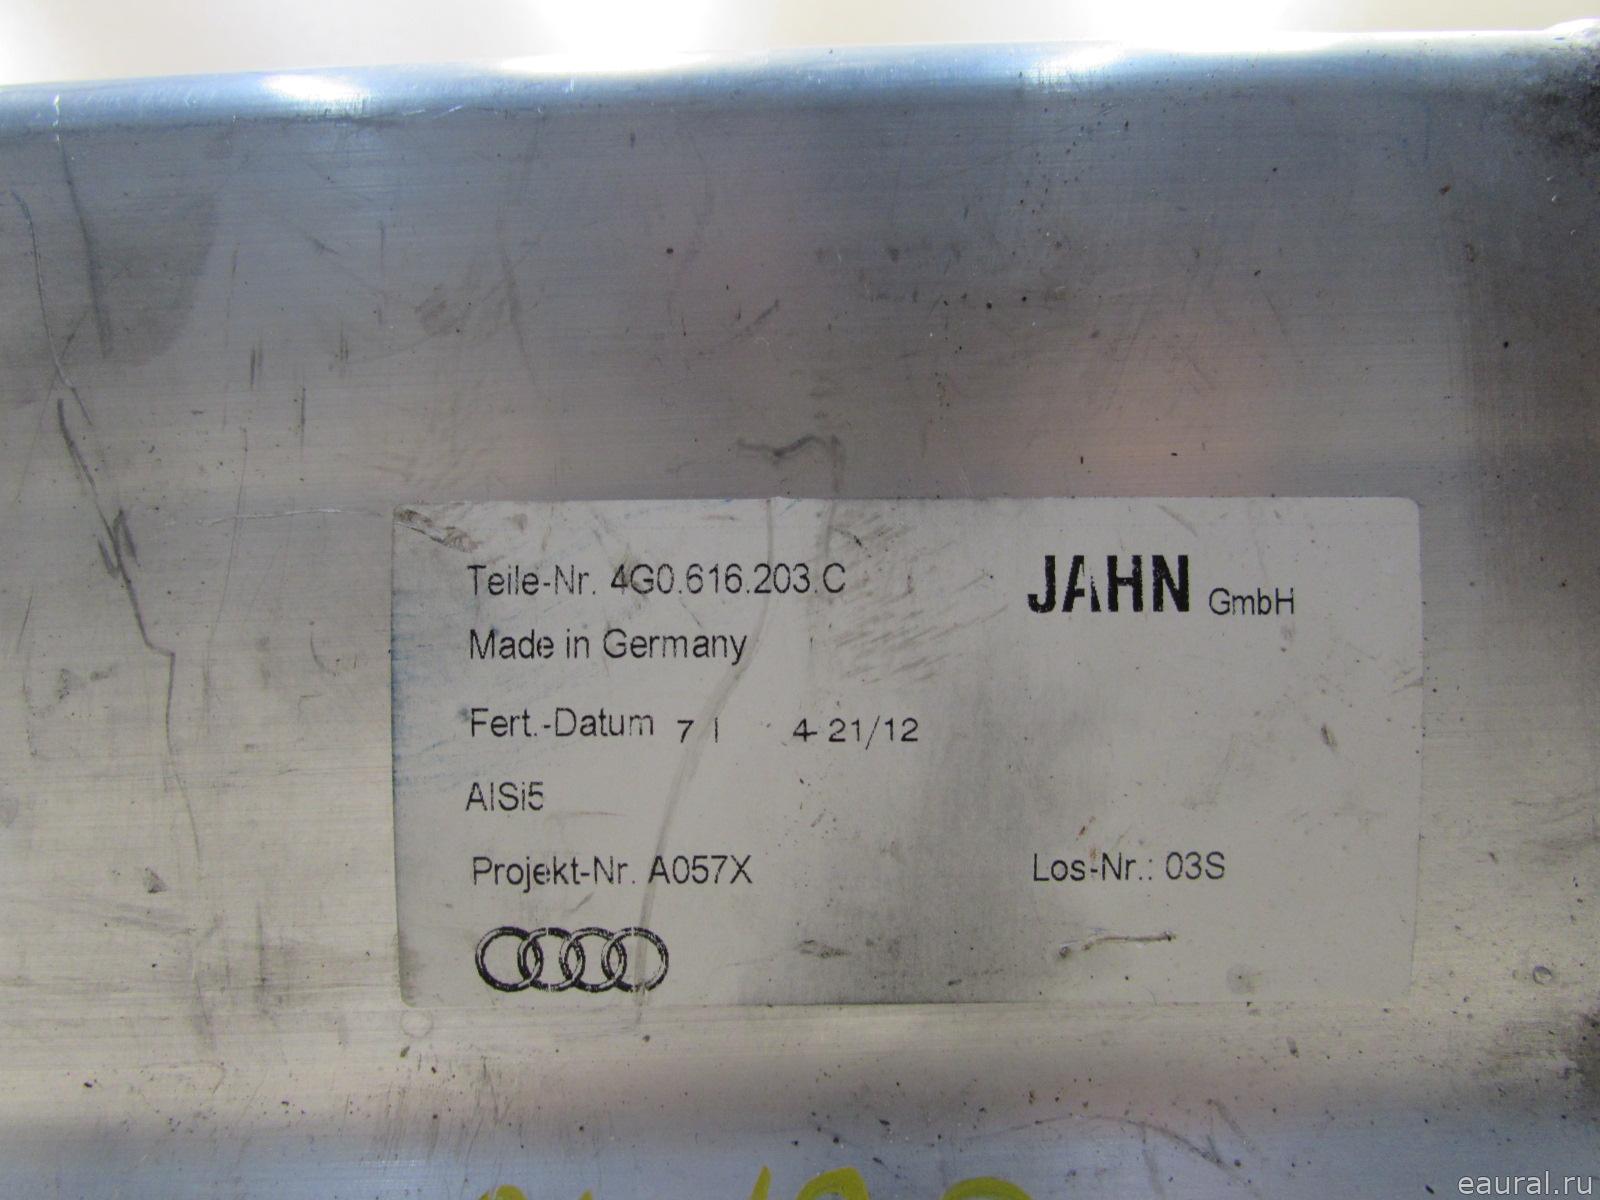 Teile-Nr. 4G0.616.203.C
JAHN GmbH
Made in Germany
Fert.-Datum 7 | 4 21/12
AlSi5
Projekt-Nr. A057X
Los-Nr.: 03S
eaural.ru